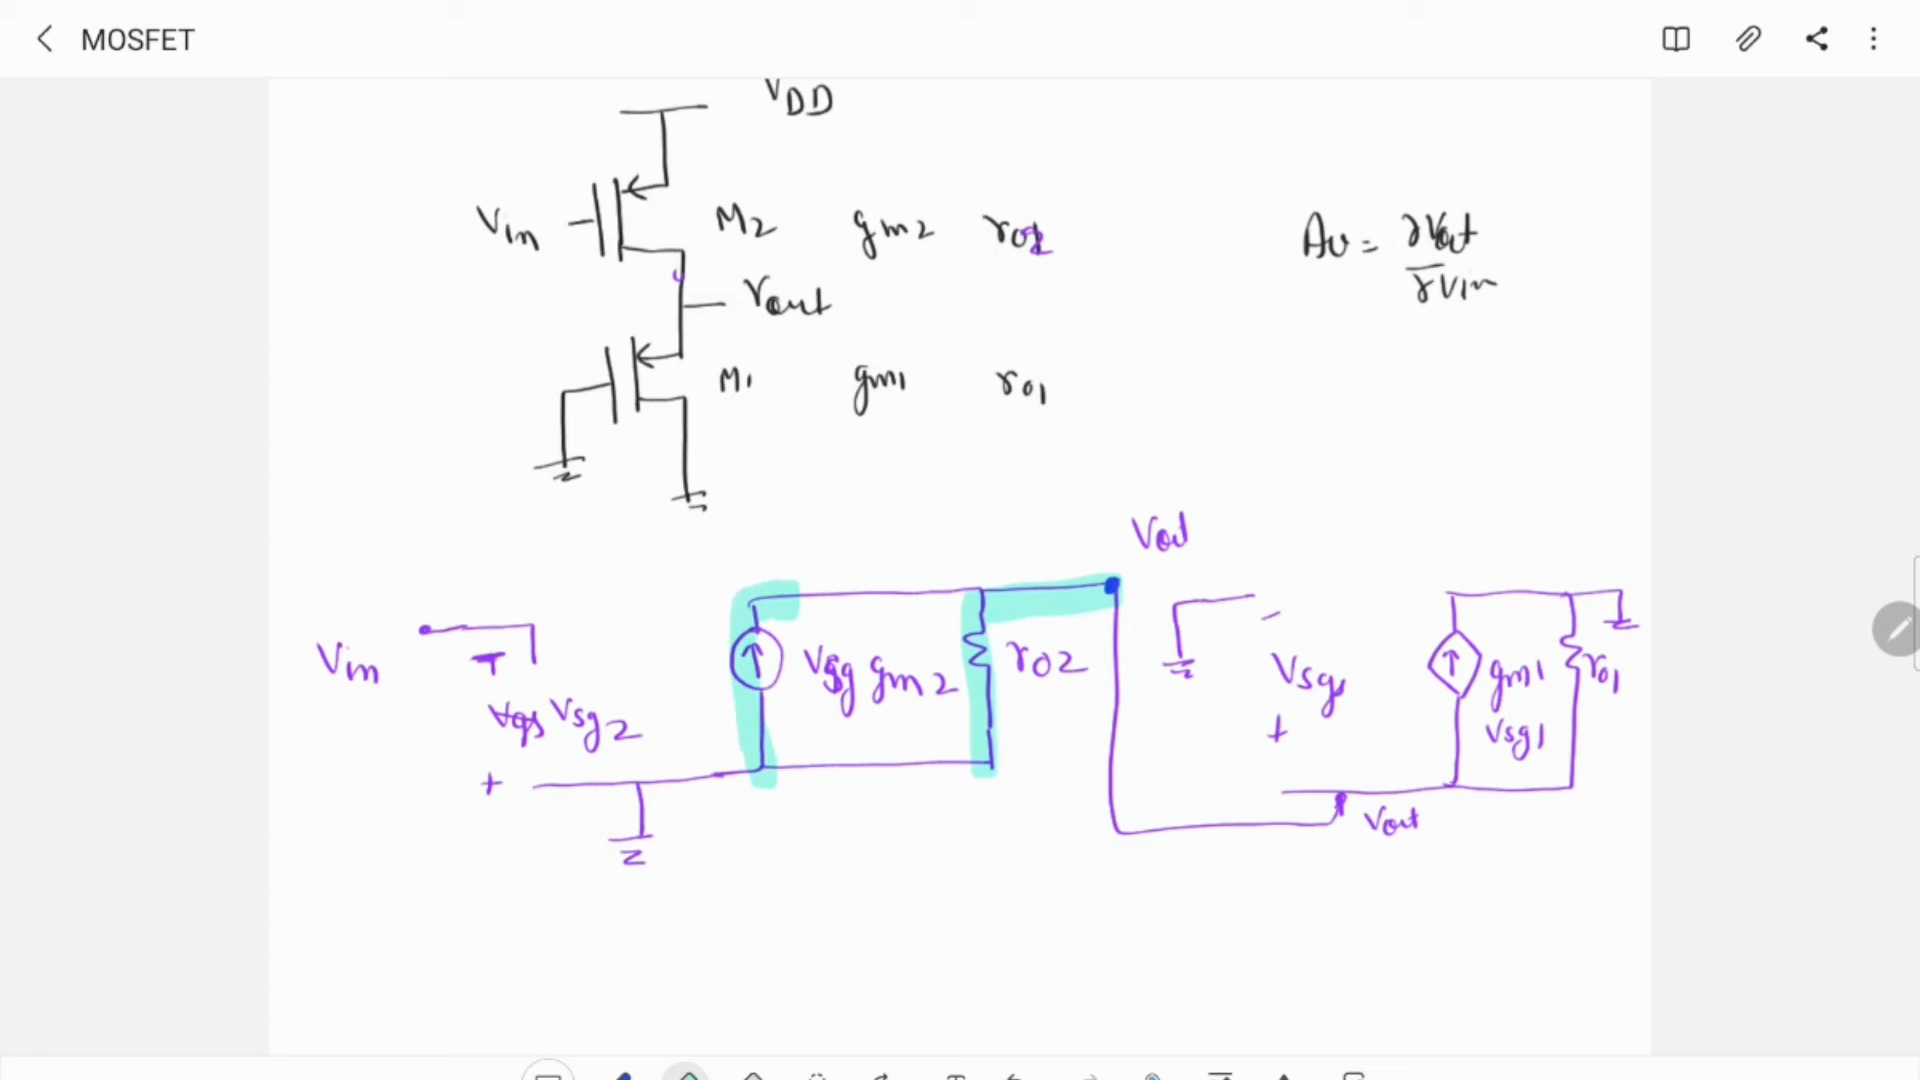 MOSFET
VDD
Vin M2 gm2 ro2
Av = ∂Vout
∂Vin
Vout
M1 gm1 ro1
Vout
Vin
Vsg gm2 ro2
Vsg1
gm1 ro1
Vsg1
Vgs Vsg2
Vout